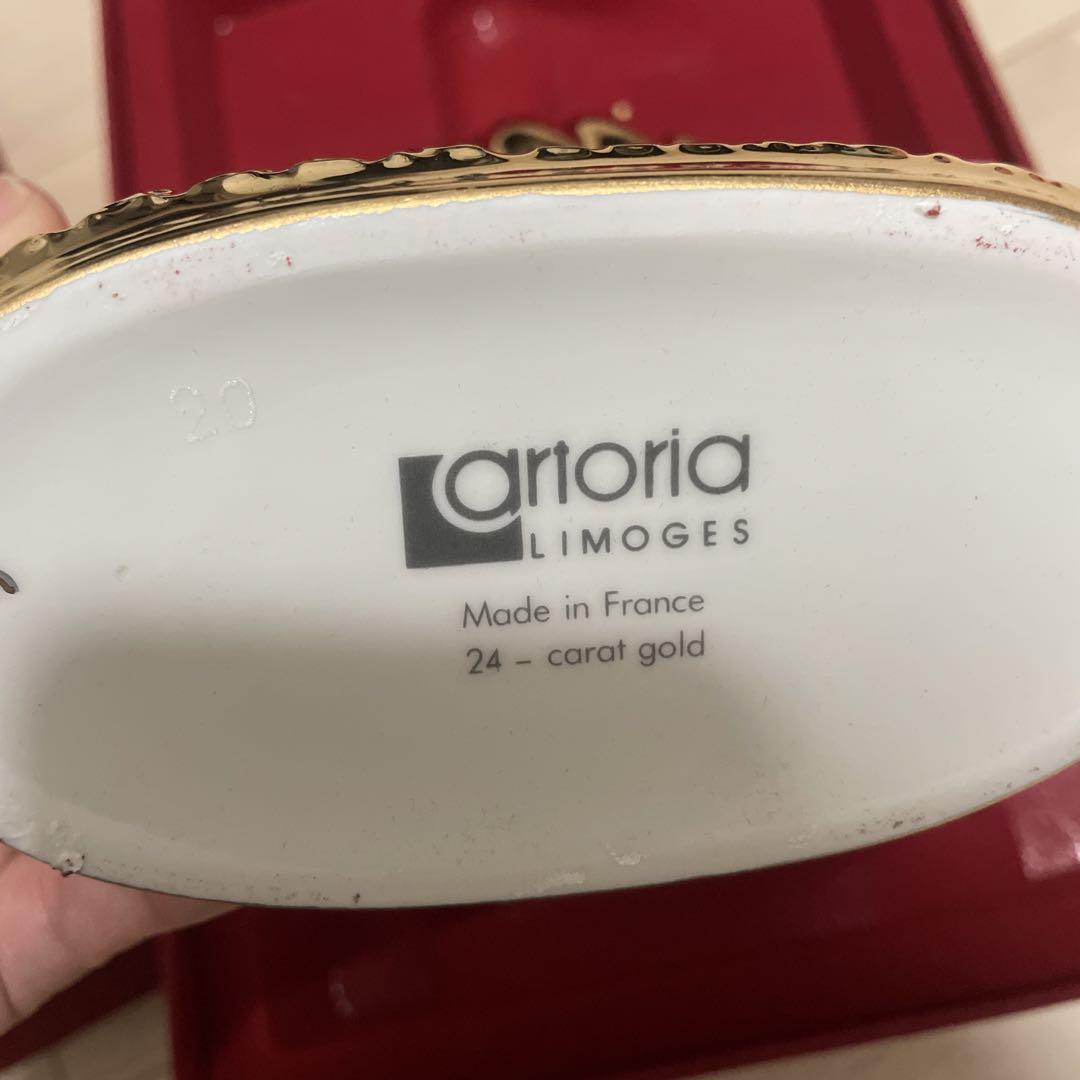 20
artoria
LIMOGES
Made in France
24 - carat gold